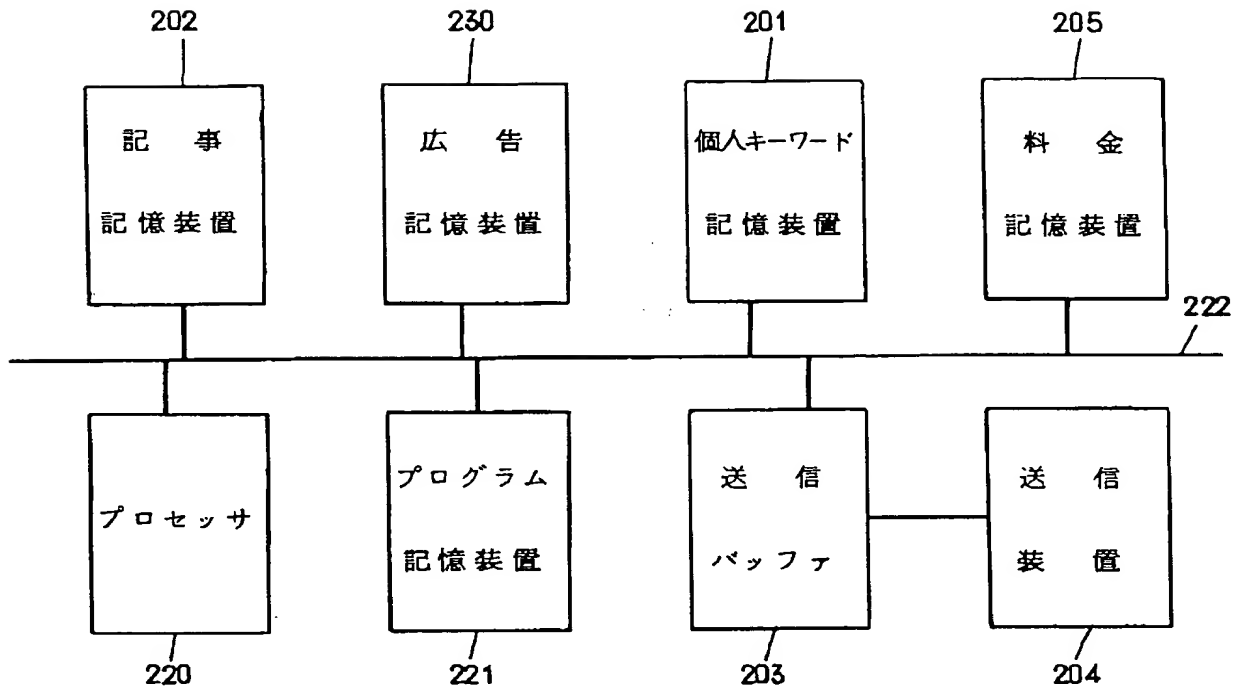 202
230
201
205
記事
広告
個人キーワード
料金
記憶装置
記憶装置
記憶装置
記憶装置
222
プログラム
送信
送信
プロセッサ
記憶装置
バッファ
装置
220
221
203
204